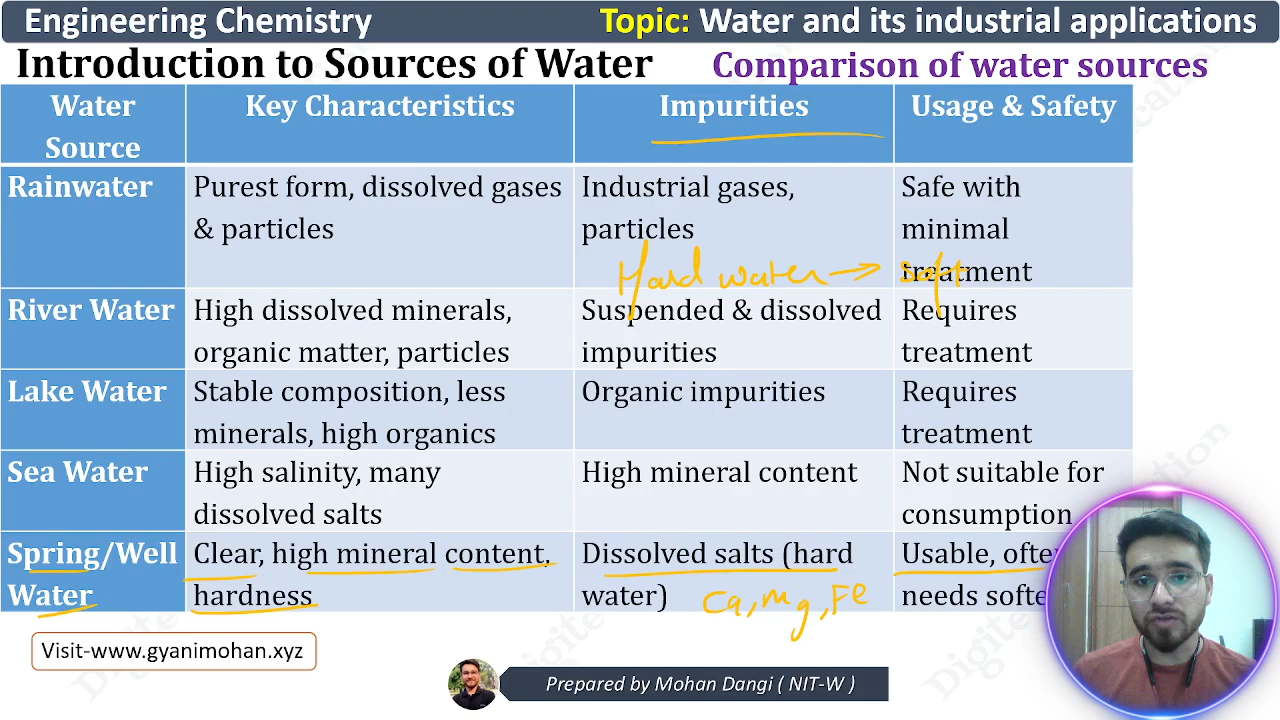 Engineering Chemistry
Topic: Water and its industrial applications
Introduction to Sources of Water
Comparison of water sources
Water Source
Key Characteristics
Impurities
Usage & Safety
Rainwater
Purest form, dissolved gases
& particles
Industrial gases,
particles
Safe with
minimal
treatment
Hard water → soft
River Water
High dissolved minerals,
organic matter, particles
Suspended & dissolved
impurities
Requires
treatment
Lake Water
Stable composition, less
minerals, high organics
Organic impurities
Requires
treatment
Sea Water
High salinity, many
dissolved salts
High mineral content
Not suitable for
consumption
Spring/Well
Water
Clear, high mineral content,
hardness
Dissolved salts (hard
water)
Ca, Mg, Fe
Usable, often
needs softe
Visit-www.gyanimohan.xyz
Prepared by Mohan Dangi ( NIT-W )